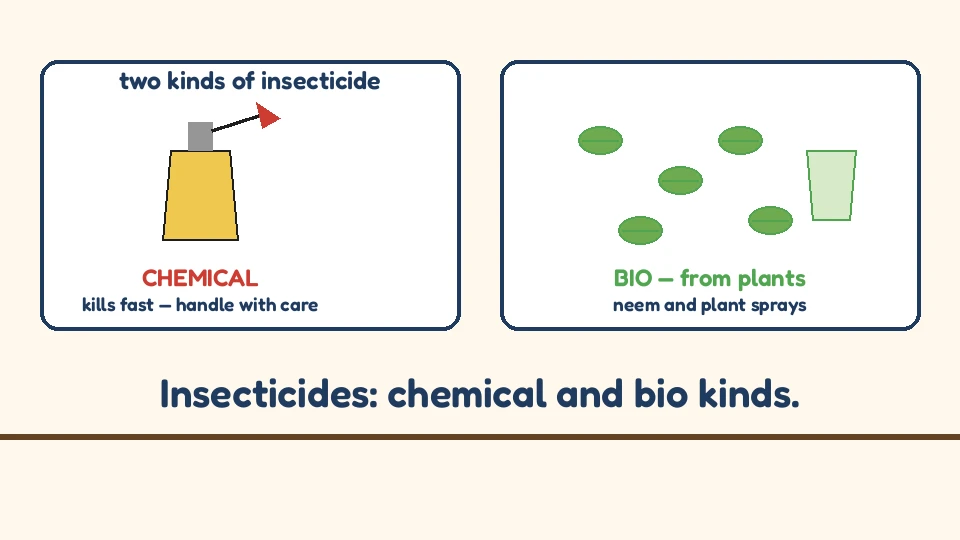 two kinds of insecticide
CHEMICAL
kills fast — handle with care
BIO — from plants
neem and plant sprays
Insecticides: chemical and bio kinds.